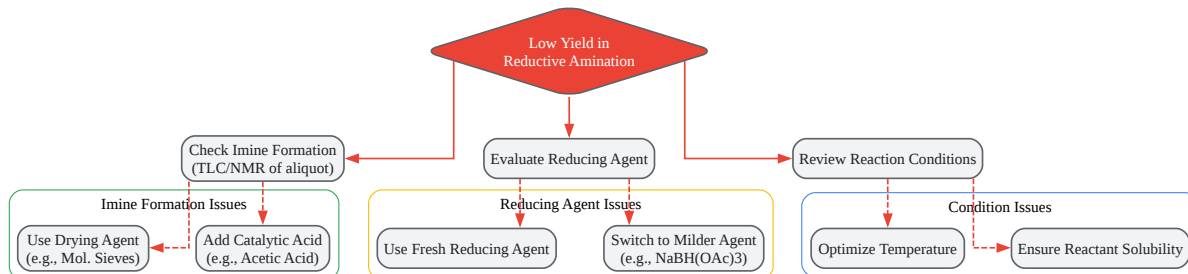 Low Yield in
Reductive Amination
Check Imine Formation
(TLC/NMR of aliquot)
Evaluate Reducing Agent
Review Reaction Conditions
Imine Formation Issues
Use Drying Agent
(e.g., Mol. Sieves)
Add Catalytic Acid
(e.g., Acetic Acid)
Reducing Agent Issues
Use Fresh Reducing Agent
Switch to Milder Agent
(e.g., NaBH(OAc)3)
Condition Issues
Optimize Temperature
Ensure Reactant Solubility